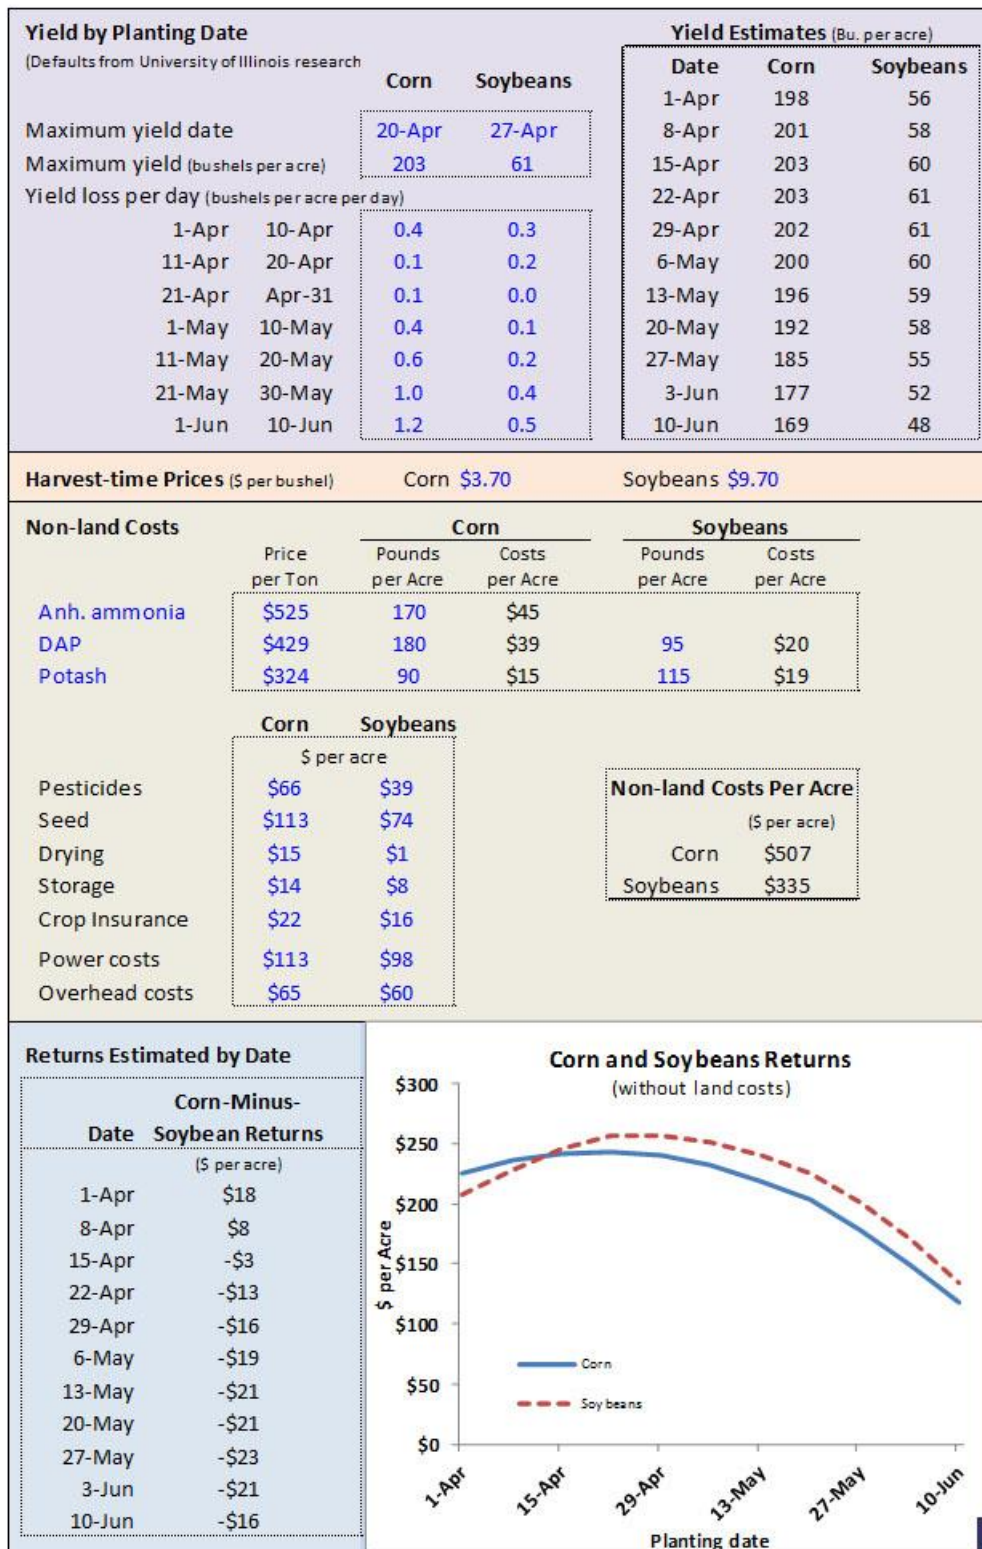 Yield by Planting Date
(Defaults from University of Illinois research
Corn Soybeans
Maximum yield date 20-Apr 27-Apr
Maximum yield (bushels per acre) 203 61
Yield loss per day (bushels per acre per day)
1-Apr 10-Apr 0.4 0.3
11-Apr 20-Apr 0.1 0.2
21-Apr Apr-31 0.1 0.0
1-May 10-May 0.4 0.1
11-May 20-May 0.6 0.2
21-May 30-May 1.0 0.4
1-Jun 10-Jun 1.2 0.5
Yield Estimates (Bu. per acre)
Date Corn Soybeans
1-Apr 198 56
8-Apr 201 58
15-Apr 203 60
22-Apr 203 61
29-Apr 202 61
6-May 200 60
13-May 196 59
20-May 192 58
27-May 185 55
3-Jun 177 52
10-Jun 169 48
Harvest-time Prices ($ per bushel) Corn $3.70 Soybeans $9.70
Non-land Costs Corn Soybeans
Price Pounds Costs Pounds Costs
per Ton per Acre per Acre per Acre per Acre
Anh. ammonia $525 170 $45
DAP $429 180 $39 95 $20
Potash $324 90 $15 115 $19
Corn Soybeans
$ per acre
Pesticides $66 $39
Seed $113 $74
Drying $15 $1
Storage $14 $8
Crop Insurance $22 $16
Power costs $113 $98
Overhead costs $65 $60
Non-land Costs Per Acre
($ per acre)
Corn $507
Soybeans $335
Returns Estimated by Date
Corn-Minus-
Date Soybean Returns
($ per acre)
1-Apr $18
8-Apr $8
15-Apr -$3
22-Apr -$13
29-Apr -$16
6-May -$19
13-May -$21
20-May -$21
27-May -$23
3-Jun -$21
10-Jun -$16
Corn and Soybeans Returns
(without land costs)
$ per Acre
$300
$250
$200
$150
$100
$50
$0
Corn
Soybeans
1-Apr 15-Apr 29-Apr 13-May 27-May 10-Jun
Planting date